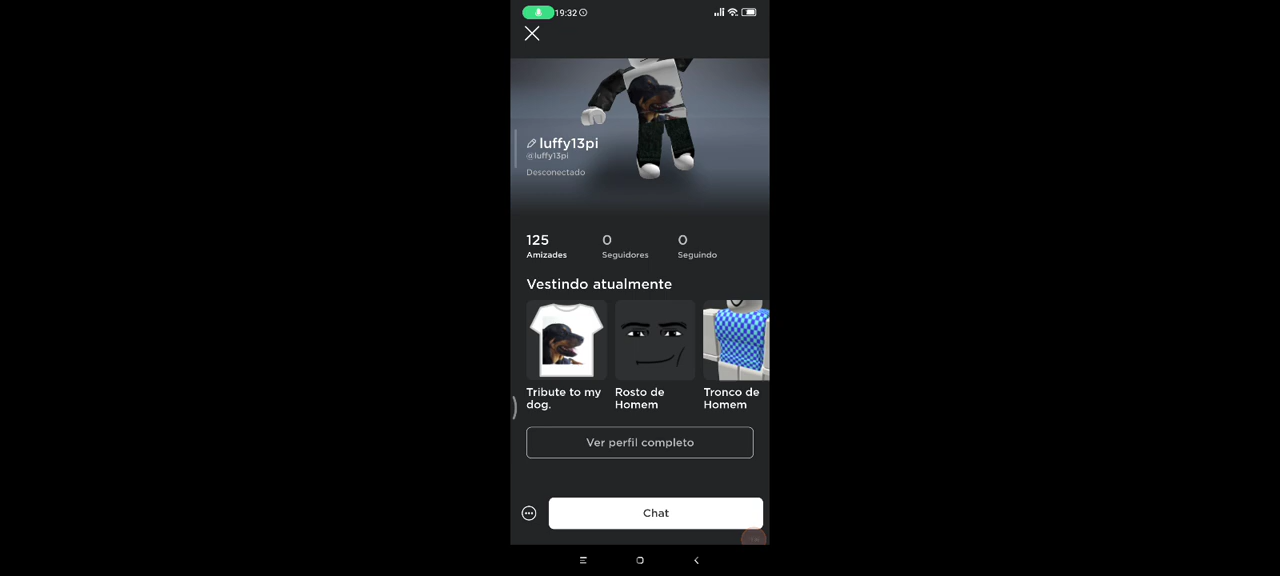 19:32
luffy13pi
@luffy13pi
Desconectado
125
0
0
Amizades
Seguidores
Seguindo
Vestindo atualmente
Tribute to my dog.
Rosto de Homem
Tronco de Homem
Ver perfil completo
Chat